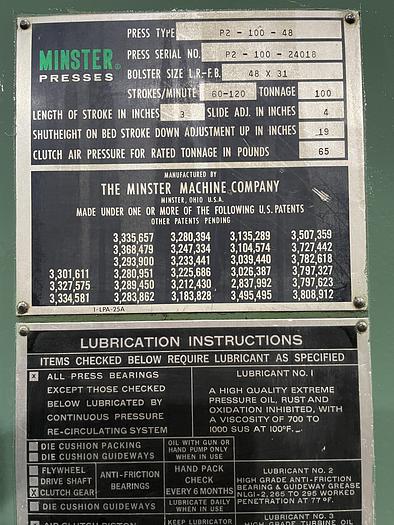 MINSTER®
PRESSES
PRESS TYPE P2-100-48
PRESS SERIAL NO. P2-100-24018
BOLSTER SIZE L.R.-F.B. 48 X 31
STROKES/MINUTE 60-120 TONNAGE 100
LENGTH OF STROKE IN INCHES 3 SLIDE ADJ. IN INCHES 4
SHUTHEIGHT ON BED STROKE DOWN ADJUSTMENT UP IN INCHES 19
CLUTCH AIR PRESSURE FOR RATED TONNAGE IN POUNDS 65
MANUFACTURED BY
THE MINSTER MACHINE COMPANY
MINSTER, OHIO U.S.A.
MADE UNDER ONE OR MORE OF THE FOLLOWING U.S. PATENTS
OTHER PATENTS PENDING
3,335,657 3,280,394 3,135,289 3,507,359
3,368,479 3,247,334 3,104,574 3,727,442
3,293,900 3,233,441 3,039,440 3,782,618
3,301,611 3,280,951 3,225,686 3,026,387 3,797,327
3,327,575 3,289,450 3,212,430 2,837,992 3,797,623
3,334,581 3,283,862 3,183,828 3,495,495 3,808,912
1-LPA-25A
LUBRICATION INSTRUCTIONS
ITEMS CHECKED BELOW REQUIRE LUBRICANT AS SPECIFIED
X ALL PRESS BEARINGS
EXCEPT THOSE CHECKED
BELOW LUBRICATED BY
CONTINUOUS PRESSURE
RE-CIRCULATING SYSTEM
LUBRICANT NO. 1
A HIGH QUALITY EXTREME
PRESSURE OIL, RUST AND
OXIDATION INHIBITED, WITH
A VISCOSITY OF 700 TO
1000 SUS AT 100°F.
DIE CUSHION PACKING
DIE CUSHION GUIDEWAYS
OIL WITH GUN OR
HAND PUMP ONLY
WHEN IN USE
FLYWHEEL
DRIVE SHAFT
X CLUTCH GEAR
ANTI-FRICTION
BEARINGS
HAND PACK
CHECK
EVERY 6 MONTHS
LUBRICANT NO. 2
HIGH GRADE ANTI-FRICTION
BEARING & GUIDEWAY GREASE
NLGI-2, 265 TO 295 WORKED
PENETRATION AT 77°F.
DIE CUSHION GUIDEWAYS
LUBRICATE DAILY
WHEN IN USE
AIR CLUTCH PISTON
KEEP LUBRICATOR
LUBRICANT NO. 3
HIGH GRADE TURBINE OIL